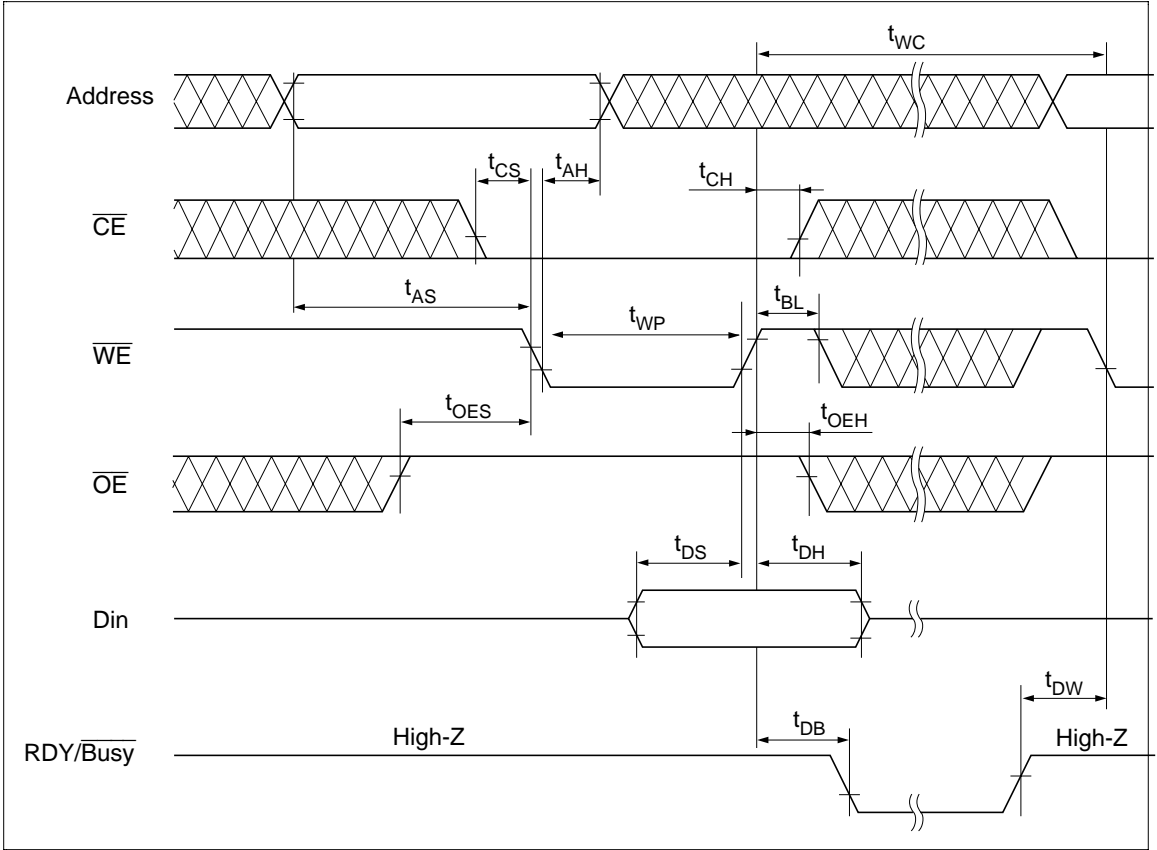 tWC
Address
tCS
tAH
tCH
CE
tAS
tBL
tWP
WE
tOES
tOEH
OE
tDS
tDH
Din
tDW
tDB
High-Z
High-Z
RDY/Busy